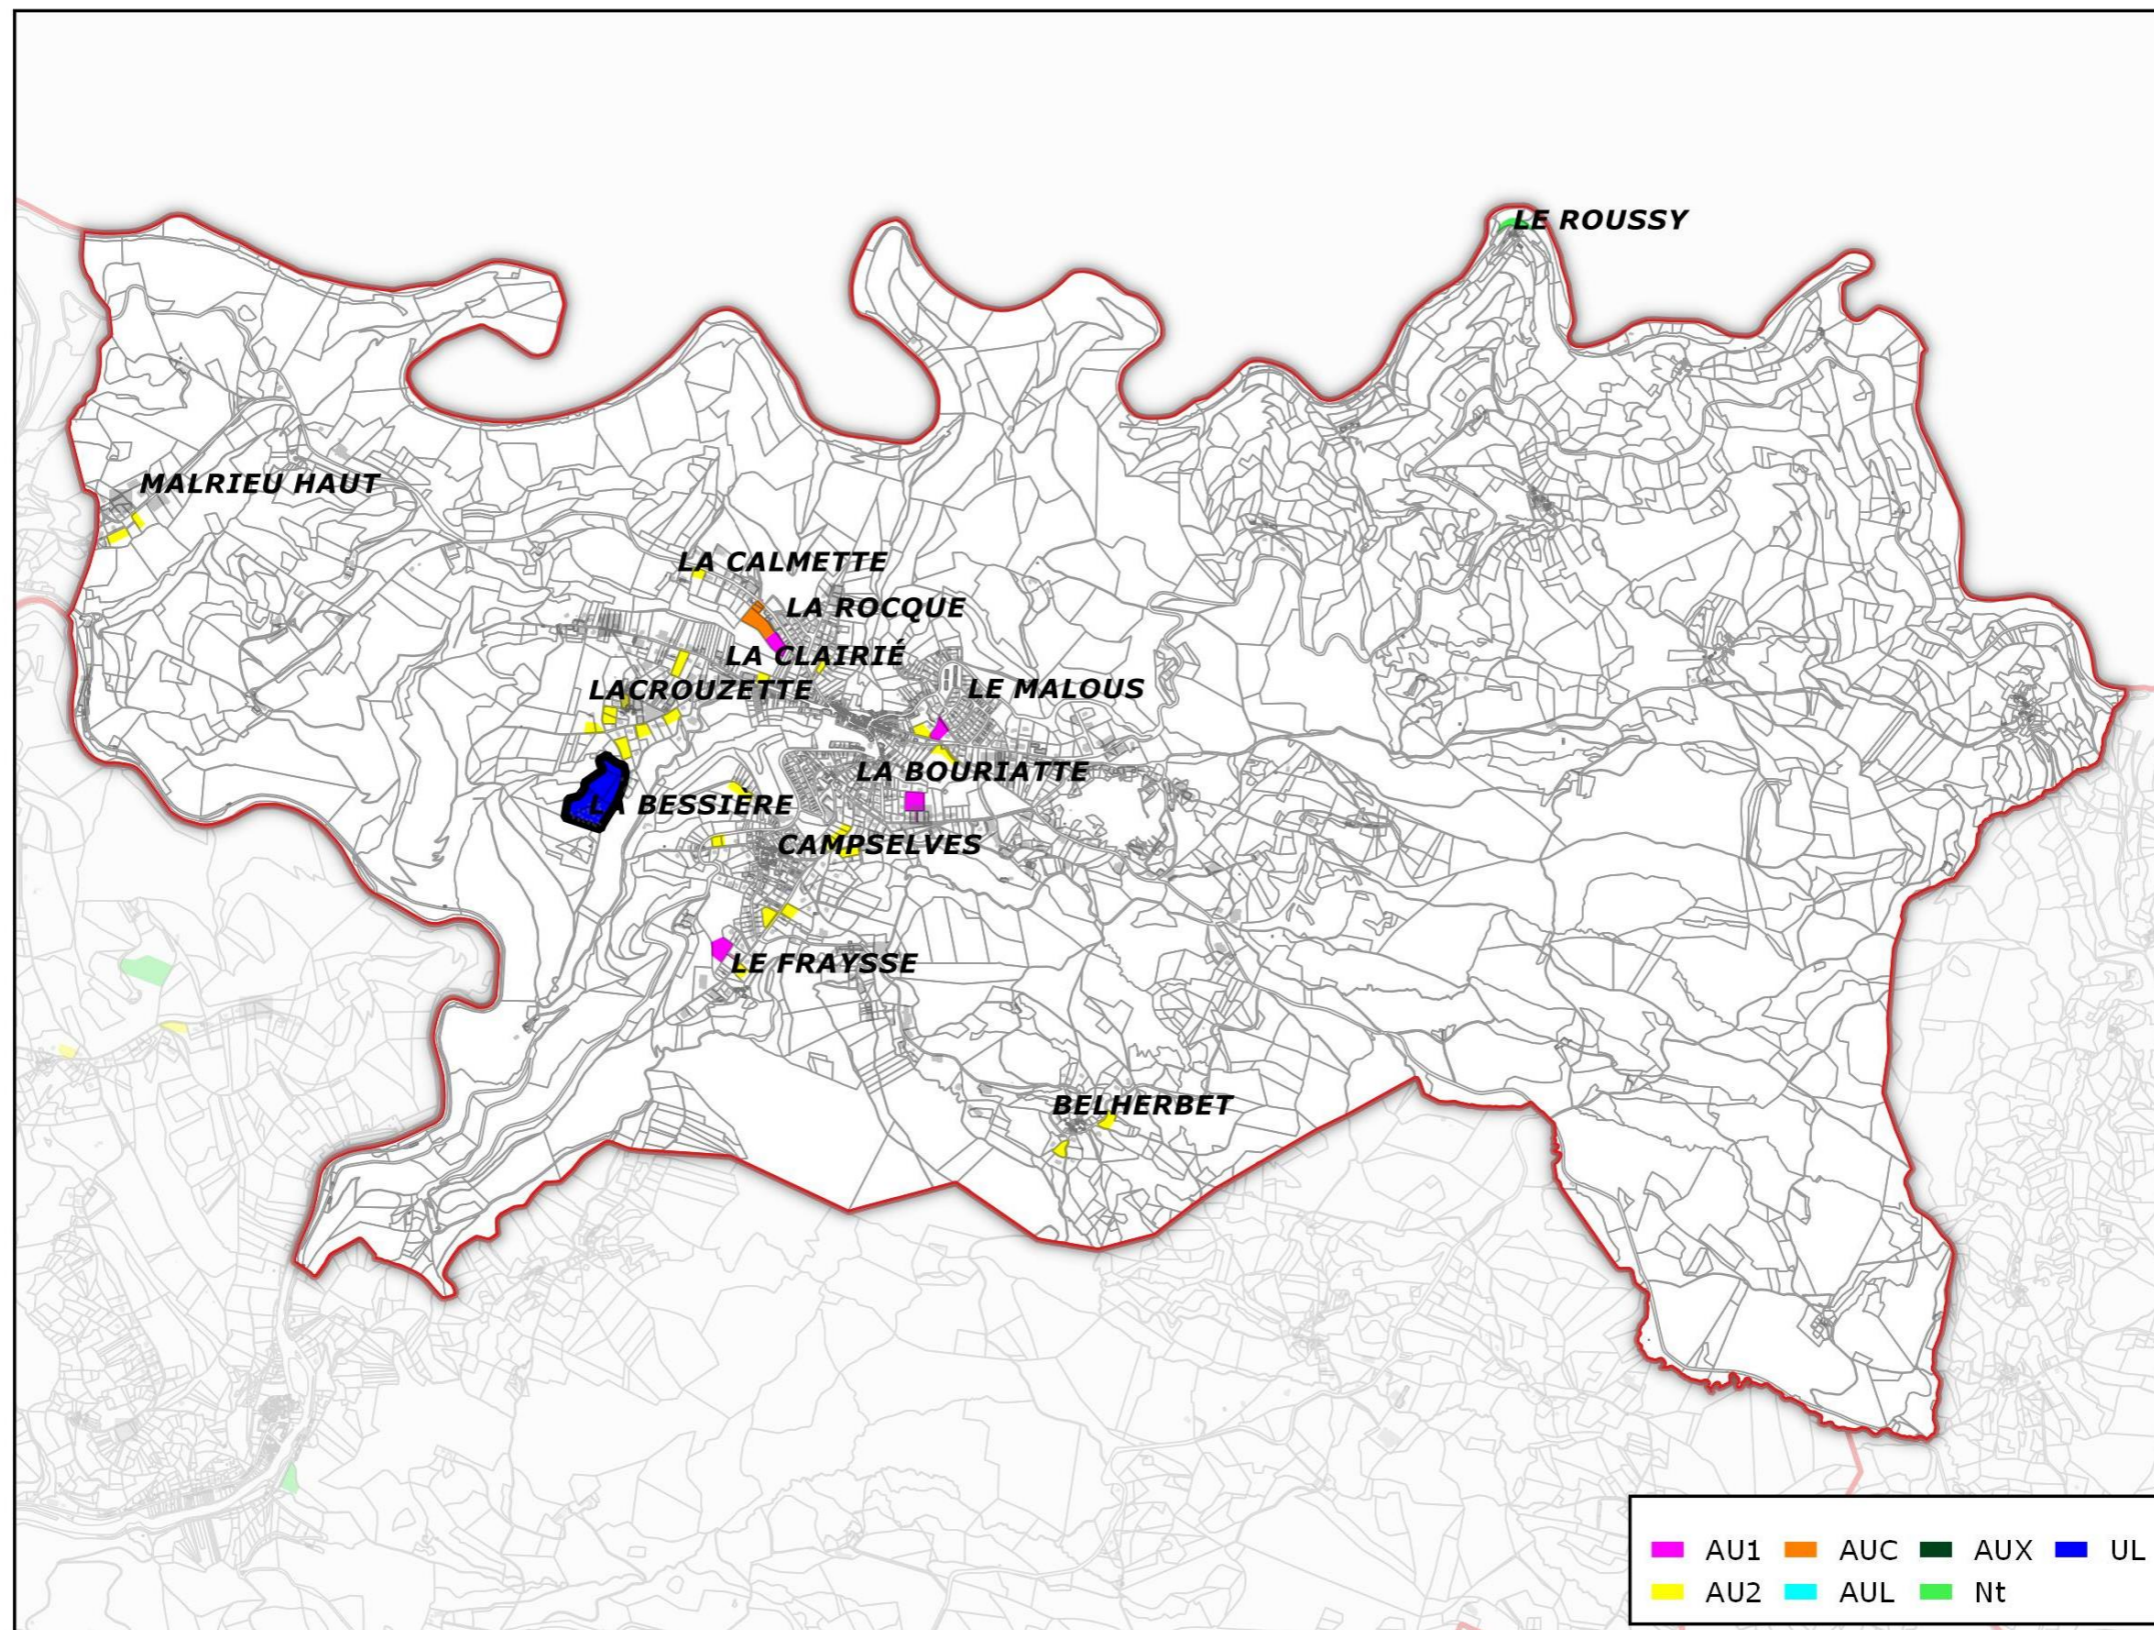 LE ROUSSY
MALRIEU HAUT
LA CALMETTE
LA ROCQUE
LA CLAIRIÉ
LACROUZETTE
LE MALOUS
LA BOURIATTE
LA BESSIÈRE
CAMPSELVES
LE FRAYSSE
BELHERBET
AU1 AUC AUX UL
AU2 AUL Nt